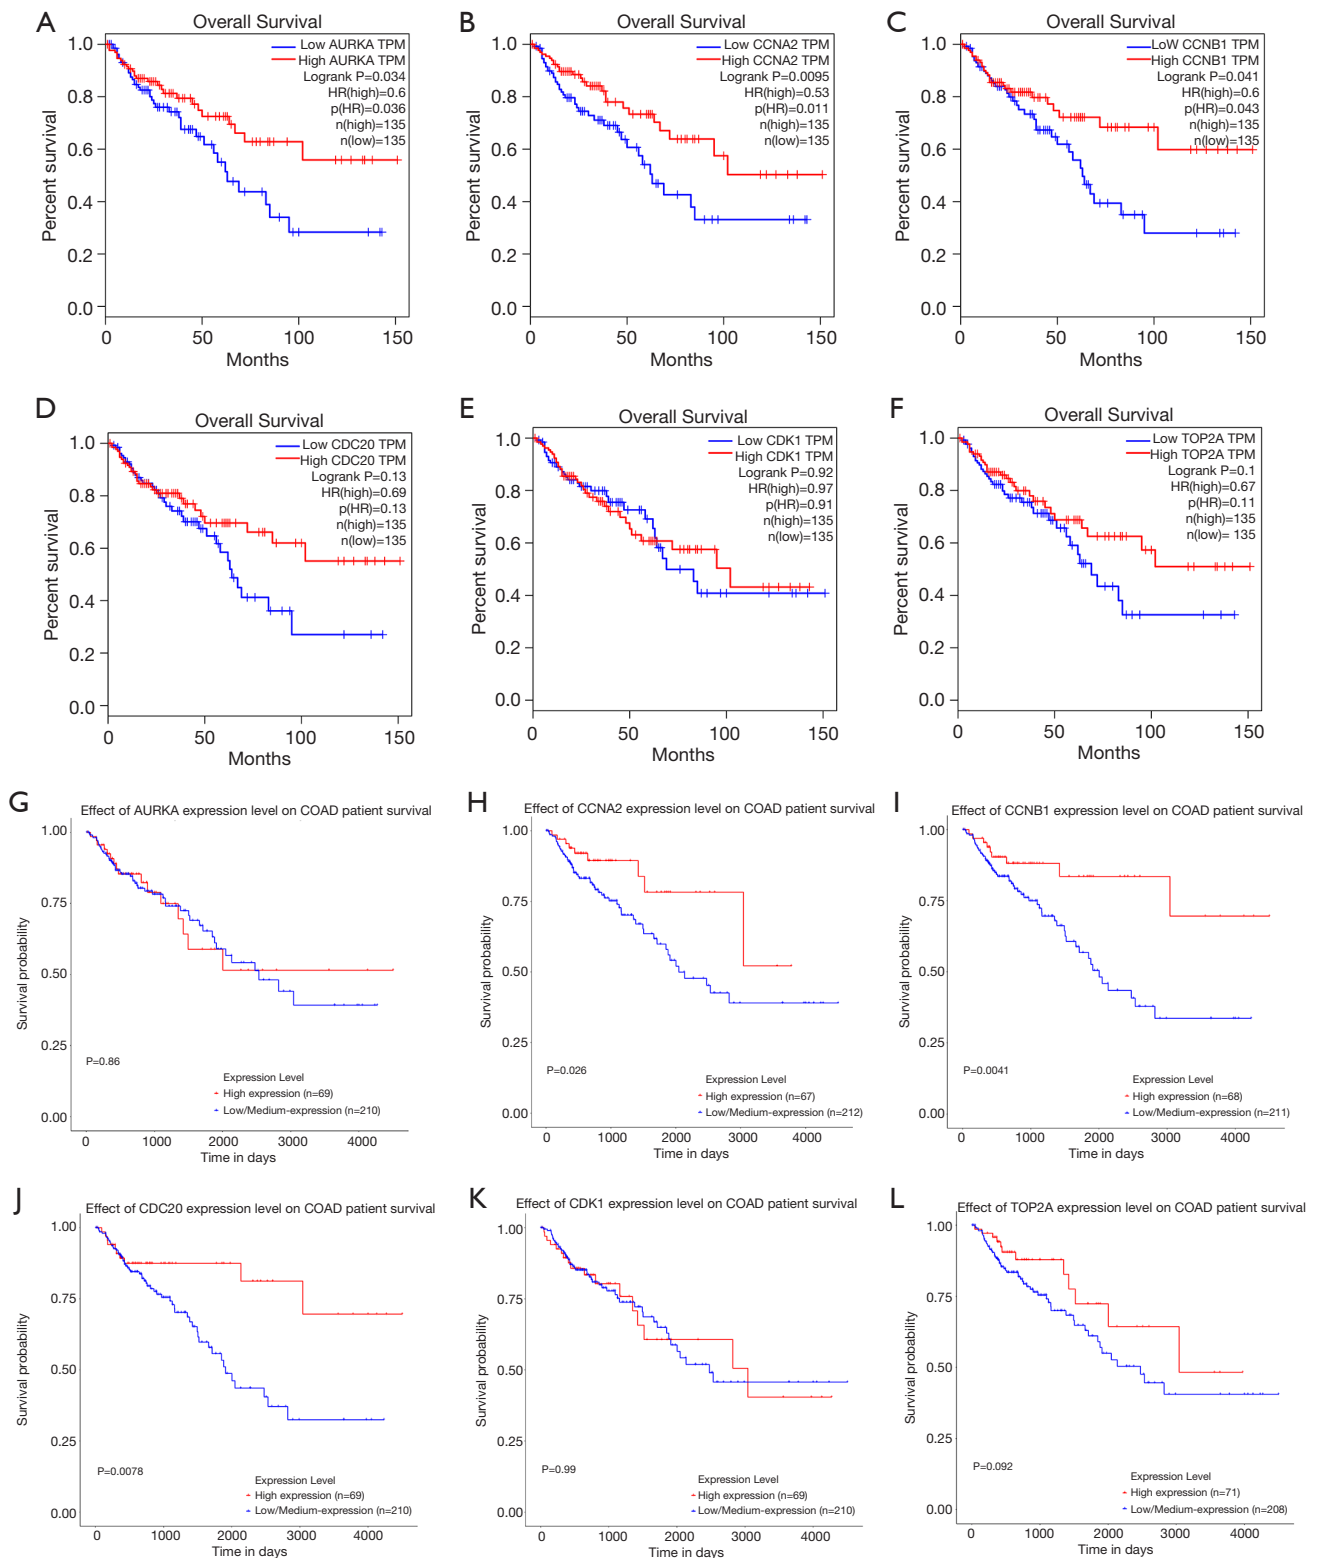 A
Overall Survival
Low AURKA TPM
High AURKA TPM
Logrank P=0.034
HR(high)=0.6
p(HR)=0.036
n(high)=135
n(low)=135
Percent survival
1.0
0.8
0.6
0.4
0.2
0.0
0 50 100 150
Months
B
Overall Survival
Low CCNA2 TPM
High CCNA2 TPM
Logrank P=0.0095
HR(high)=0.53
p(HR)=0.011
n(high)=135
n(low)=135
Percent survival
1.0
0.8
0.6
0.4
0.2
0.0
0 50 100 150
Months
C
Overall Survival
LoW CCNB1 TPM
High CCNB1 TPM
Logrank P=0.041
HR(high)=0.6
p(HR)=0.043
n(high)=135
n(low)=135
Percent survival
1.0
0.8
0.6
0.4
0.2
0.0
0 50 100 150
Months
D
Overall Survival
Low CDC20 TPM
High CDC20 TPM
Logrank P=0.13
HR(high)=0.69
p(HR)=0.13
n(high)=135
n(low)=135
Percent survival
1.0
0.8
0.6
0.4
0.2
0.0
0 50 100 150
Months
E
Overall Survival
Low CDK1 TPM
High CDK1 TPM
Logrank P=0.92
HR(high)=0.97
p(HR)=0.91
n(high)=135
n(low)=135
Percent survival
1.0
0.8
0.6
0.4
0.2
0.0
0 50 100 150
Months
F
Overall Survival
Low TOP2A TPM
High TOP2A TPM
Logrank P=0.1
HR(high)=0.67
p(HR)=0.11
n(high)=135
n(low)= 135
Percent survival
1.0
0.8
0.6
0.4
0.2
0.0
0 50 100 150
Months
G
Effect of AURKA expression level on COAD patient survival
Survival probability
1.00
0.75
0.50
0.25
0.00
P=0.86
Expression Level
High expression (n=69)
Low/Medium-expression (n=210)
0 1000 2000 3000 4000
Time in days
H
Effect of CCNA2 expression level on COAD patient survival
Survival probability
1.00
0.75
0.50
0.25
0.00
P=0.026
Expression Level
High expression (n=67)
Low/Medium-expression (n=212)
0 1000 2000 3000 4000
Time in days
I
Effect of CCNB1 expression level on COAD patient survival
Survival probability
1.00
0.75
0.50
0.25
0.00
P=0.0041
Expression Level
High expression (n=68)
Low/Medium-expression (n=211)
0 1000 2000 3000 4000
Time in days
J
Effect of CDC20 expression level on COAD patient survival
Survival probability
1.00
0.75
0.50
0.25
0.00
P=0.0078
Expression Level
High expression (n=69)
Low/Medium-expression (n=210)
0 1000 2000 3000 4000
Time in days
K
Effect of CDK1 expression level on COAD patient survival
Survival probability
1.00
0.75
0.50
0.25
0.00
P=0.99
Expression Level
High expression (n=69)
Low/Medium-expression (n=210)
0 1000 2000 3000 4000
Time in days
L
Effect of TOP2A expression level on COAD patient survival
Survival probability
1.00
0.75
0.50
0.25
0.00
P=0.092
Expression Level
High expression (n=71)
Low/Medium-expression (n=208)
0 1000 2000 3000 4000
Time in days